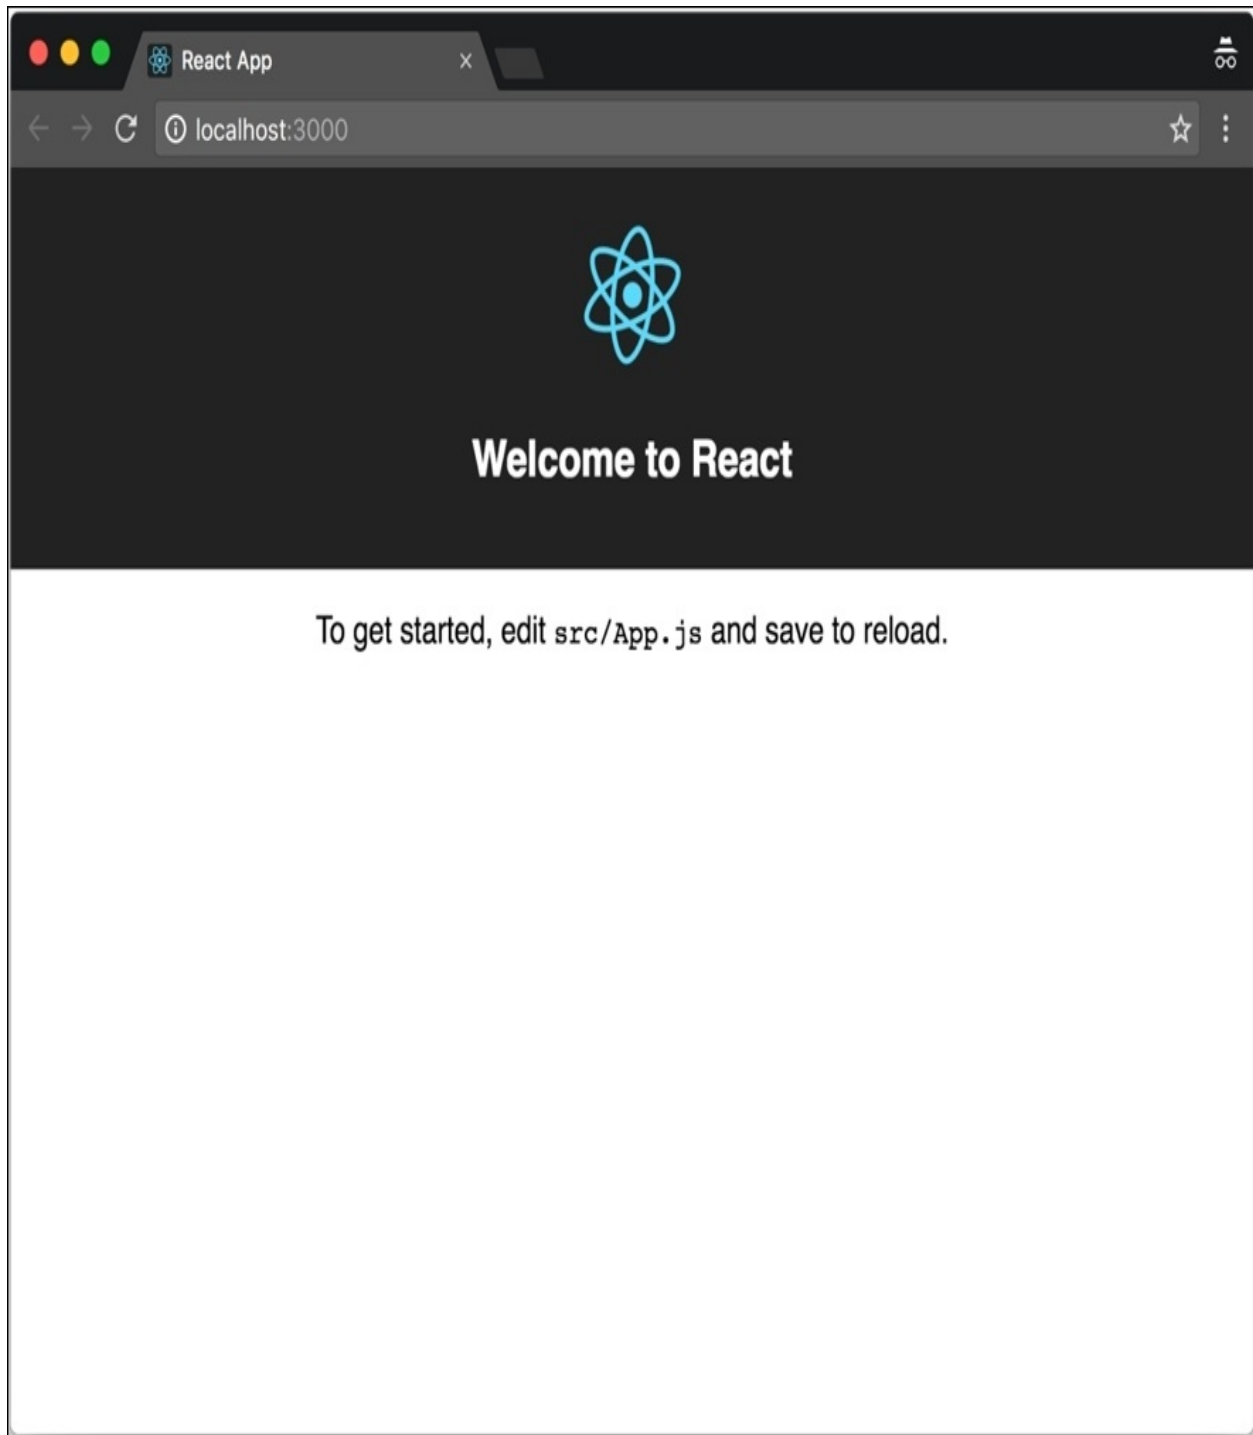 React App
localhost:3000
Welcome to React
To get started, edit src/App.js and save to reload.